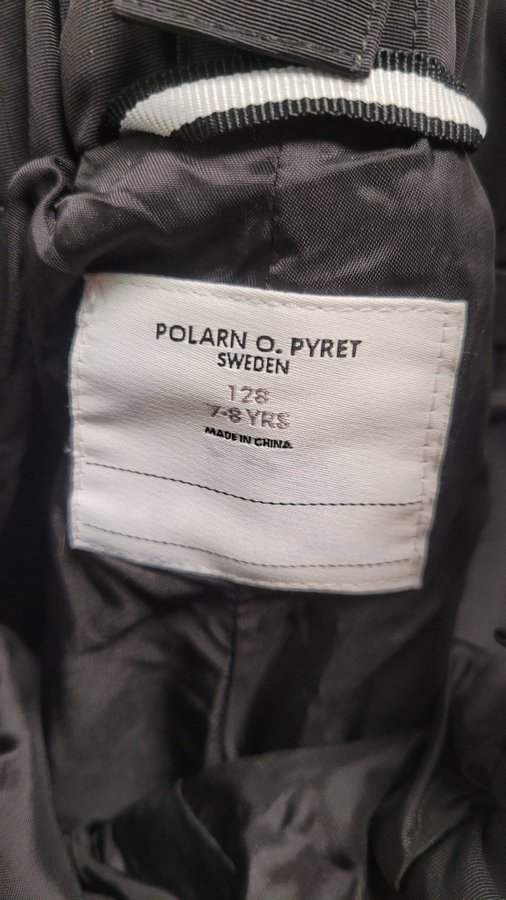 POLARN O. PYRET
SWEDEN
128
7-8 YRS
MADE IN CHINA